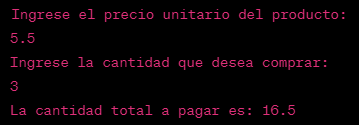 Ingrese el precio unitario del producto:
5.5
Ingrese la cantidad que desea comprar:
3
La cantidad total a pagar es: 16.5